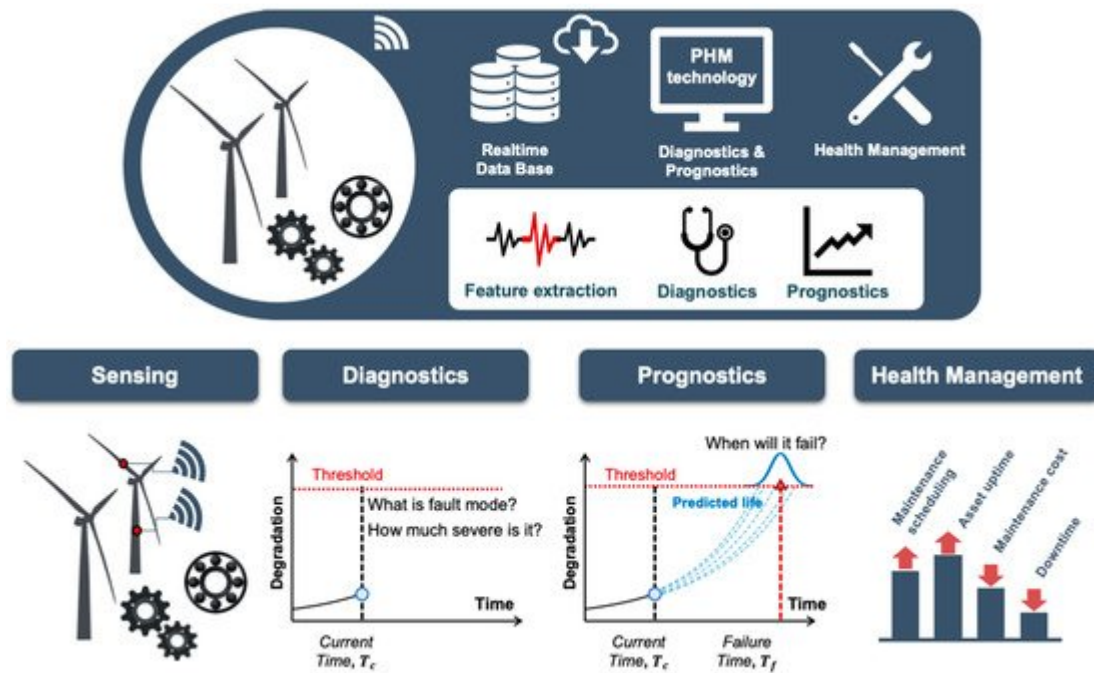 PHM
technology
Realtime
Data Base
Diagnostics &
Prognostics
Health Management
Feature extraction
Diagnostics
Prognostics
Sensing
Diagnostics
Prognostics
Health Management
Threshold
What is fault mode?
How much severe is it?
Degradation
Time
Current
Time, Tc
When will it fail?
Threshold
Predicted life
Degradation
Time
Current
Time, Tc
Failure
Time, Tf
Maintenance
scheduling
Asset uptime
Maintenance cost
Downtime